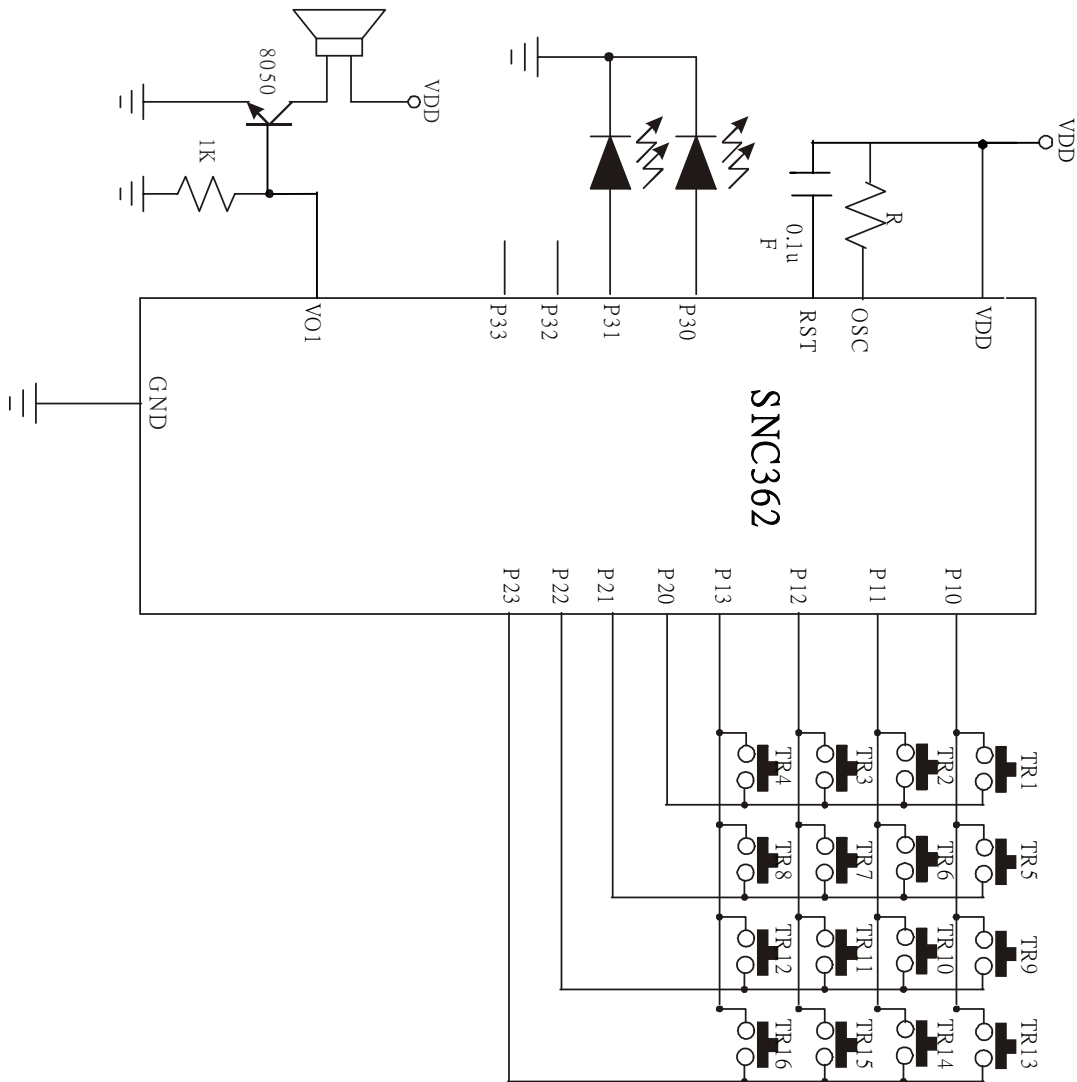 VDD
VDD
8050
1K
R
0.1u
F
VDD
OSC
RST
P30
P31
P32
P33
VO1
GND
SNC362
P10
P11
P12
P13
P20
P21
P22
P23
TR1
TR2
TR3
TR4
TR5
TR6
TR7
TR8
TR9
TR10
TR11
TR12
TR13
TR14
TR15
TR16